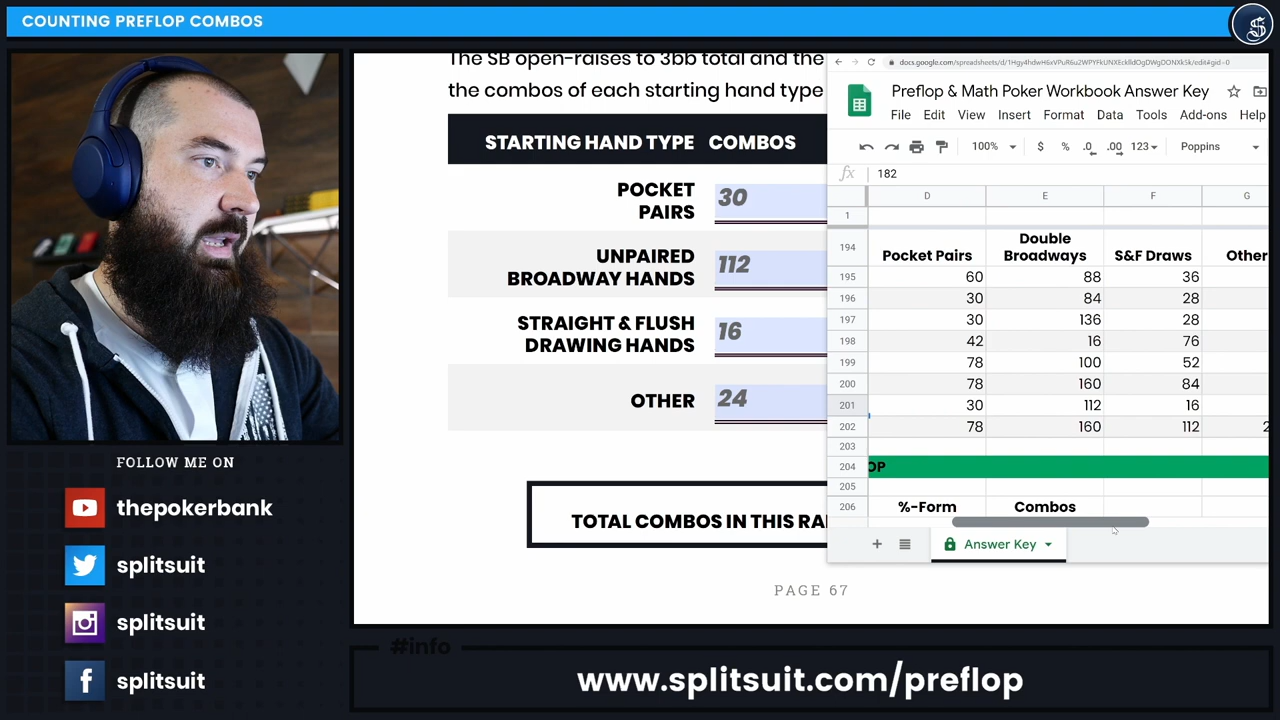 COUNTING PREFLOP COMBOS
The SB open-raises to 3bb total and the
the combos of each starting hand type
STARTING HAND TYPE COMBOS
POCKET
PAIRS
30
UNPAIRED
BROADWAY HANDS
112
STRAIGHT & FLUSH
DRAWING HANDS
16
OTHER
24
TOTAL COMBOS IN THIS RA
PAGE 67
Preflop & Math Poker Workbook Answer Key
File Edit View Insert Format Data Tools Add-ons Help
100% $ % .0 .00 123 Poppins
fx 182
D E F G
1
194 Pocket Pairs Double Broadways S&F Draws Other
195 60 88 36
196 30 84 28
197 30 136 28
198 42 16 76
199 78 100 52
200 78 160 84
201 30 112 16
202 78 160 112 2
203
204 OP
205
206 %-Form Combos
+ Answer Key
FOLLOW ME ON
thepokerbank
splitsuit
splitsuit
splitsuit
#info
www.splitsuit.com/preflop